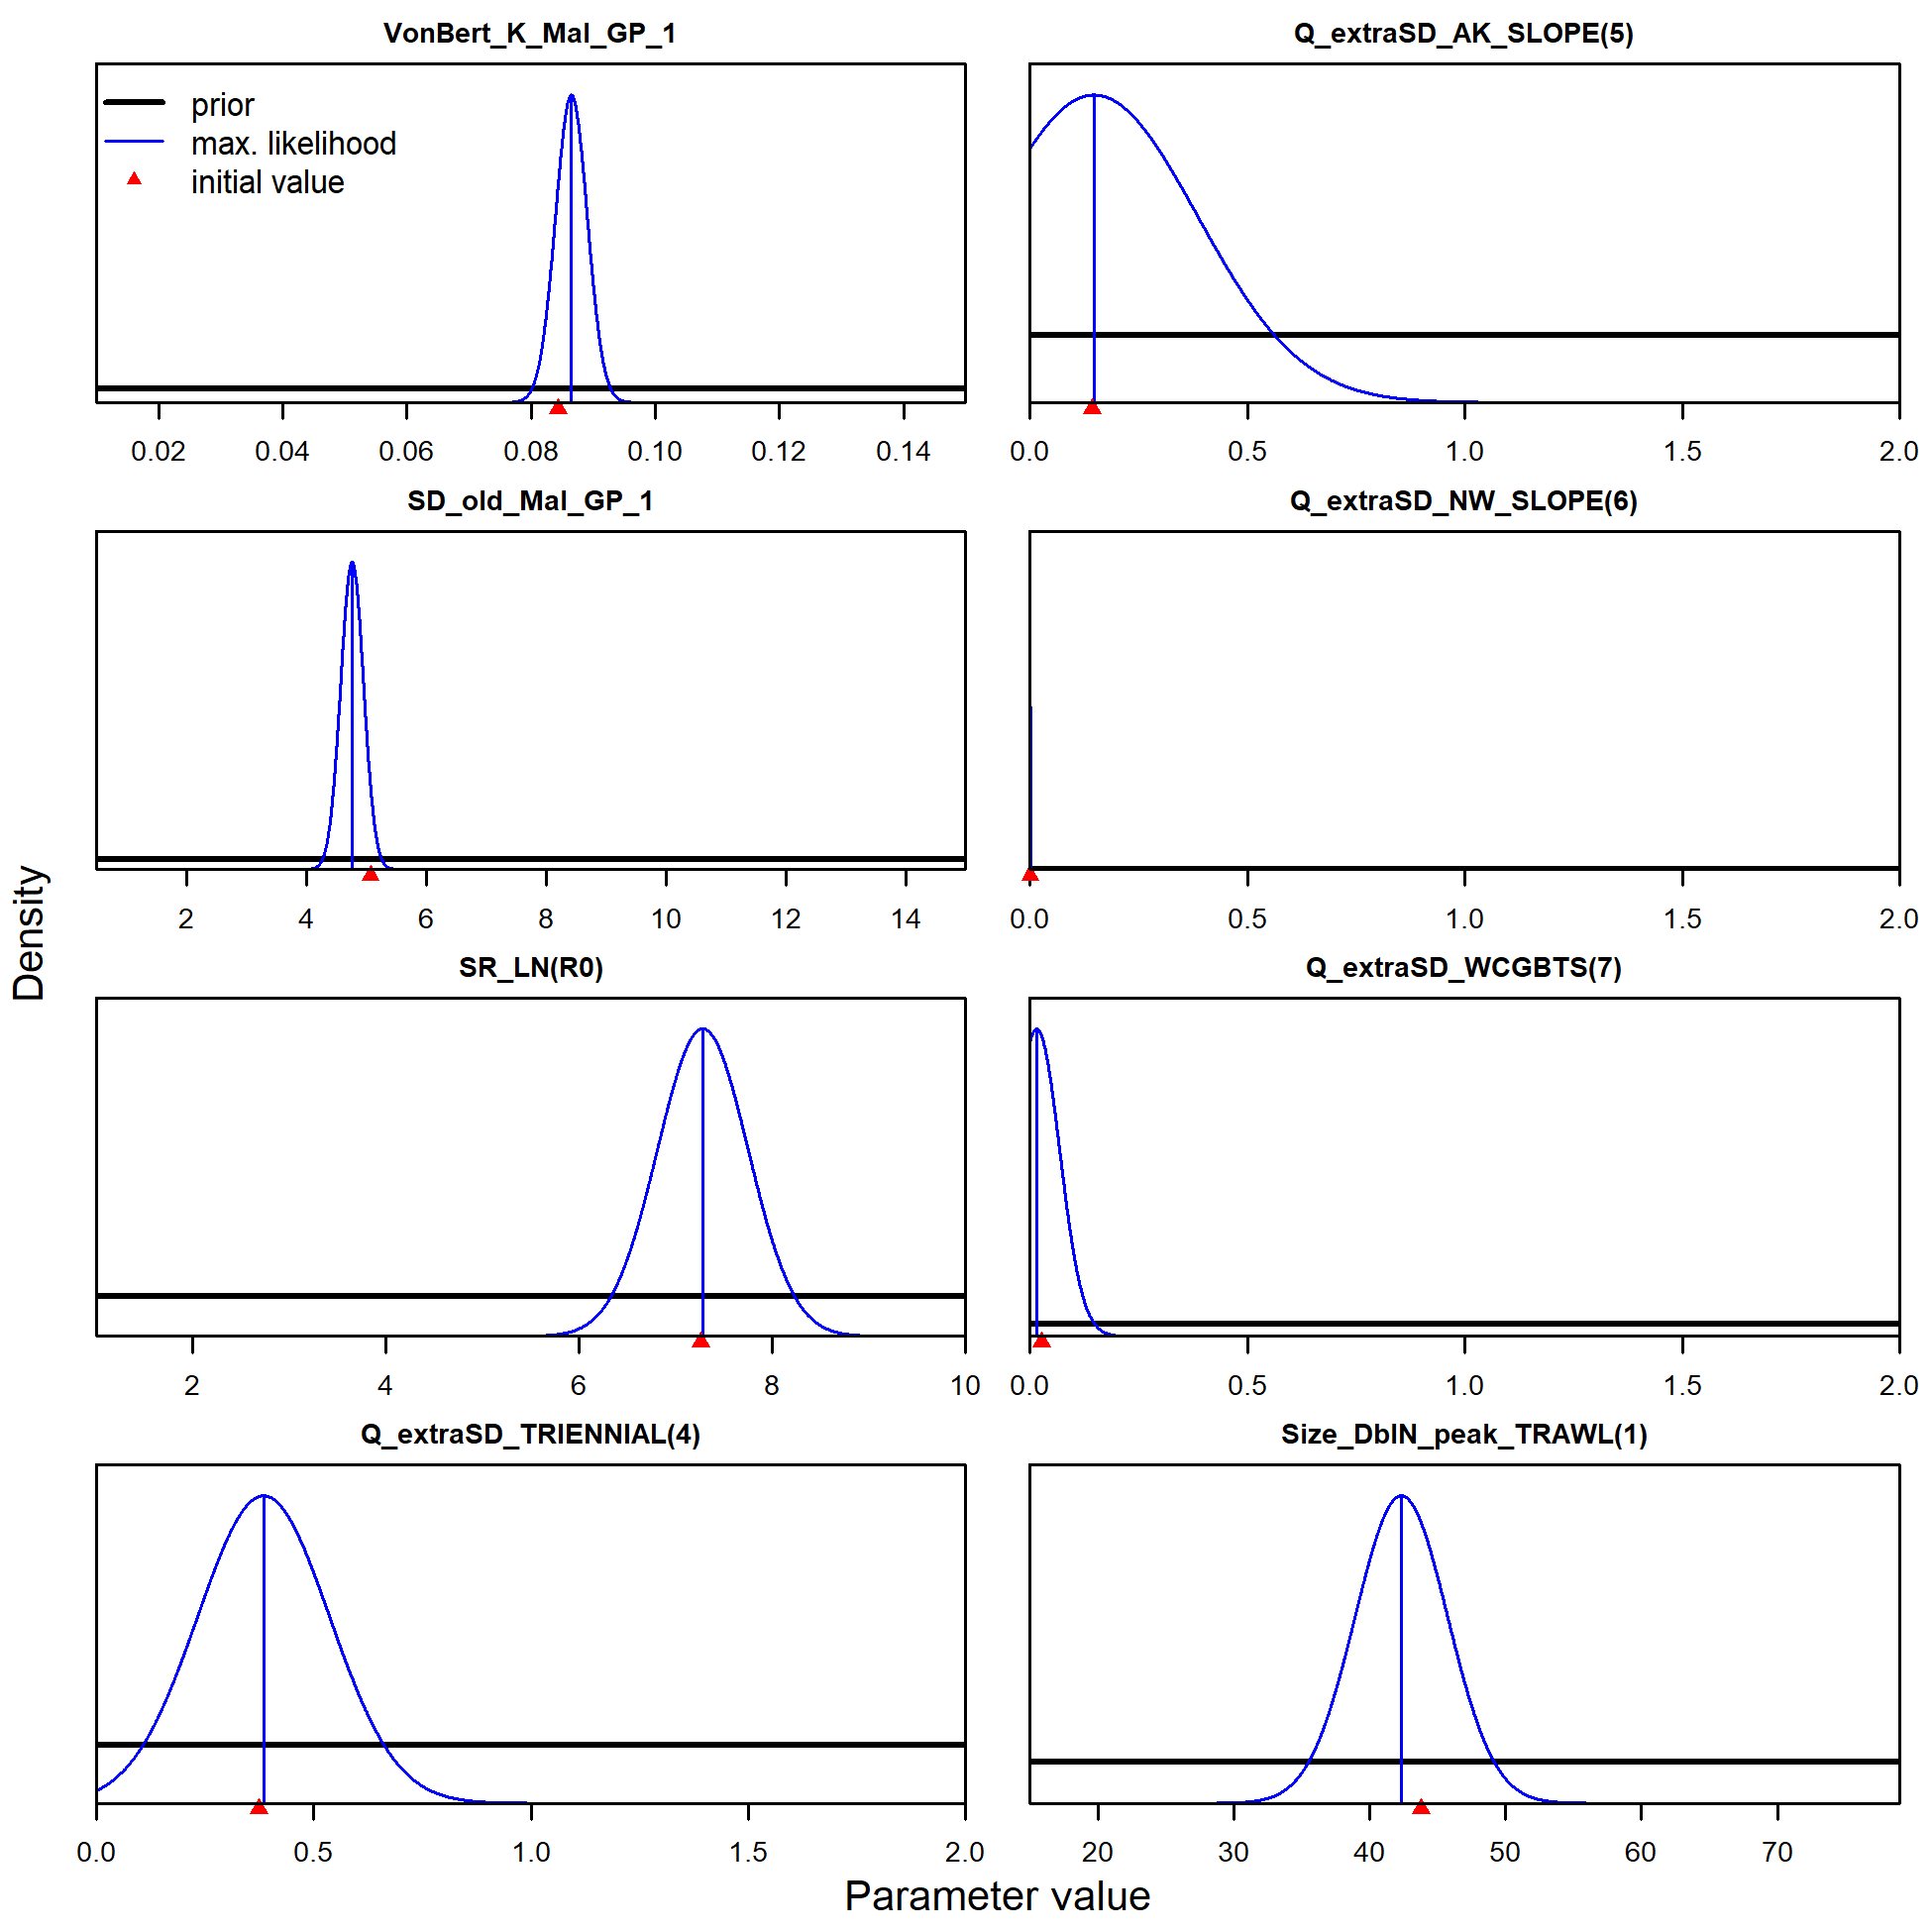 VonBert_K_Mal_GP_1
prior
max. likelihood
initial value
0.02 0.04 0.06 0.08 0.10 0.12 0.14
Q_extraSD_AK_SLOPE(5)
0.0 0.5 1.0 1.5 2.0
SD_old_Mal_GP_1
2 4 6 8 10 12 14
Q_extraSD_NW_SLOPE(6)
0.0 0.5 1.0 1.5 2.0
SR_LN(R0)
2 4 6 8 10
Q_extraSD_WCGBTS(7)
0.0 0.5 1.0 1.5 2.0
Q_extraSD_TRIENNIAL(4)
0.0 0.5 1.0 1.5 2.0
Size_DblN_peak_TRAWL(1)
20 30 40 50 60 70
Density
Parameter value